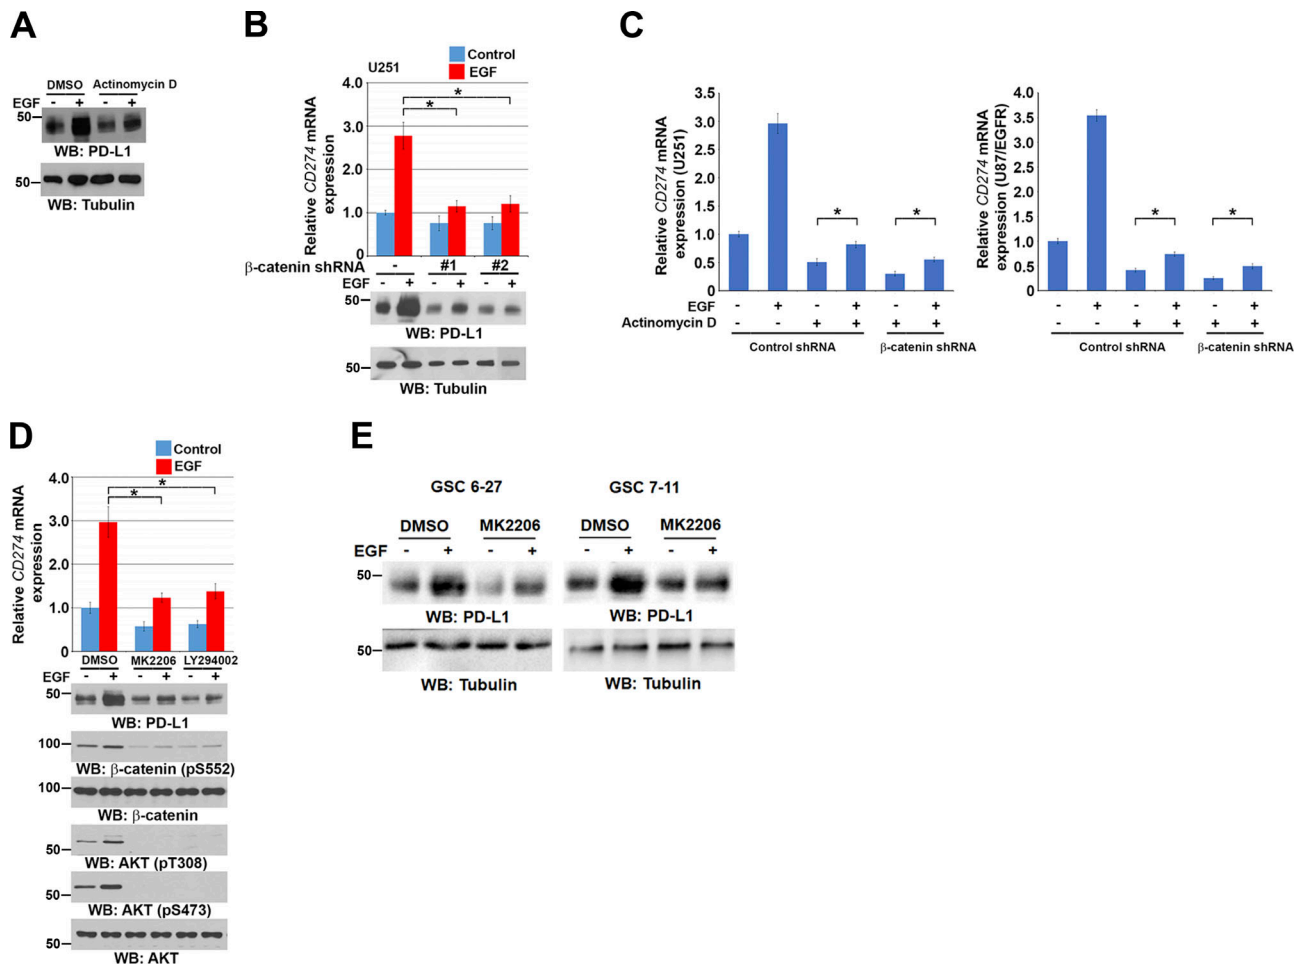 A
DMSO Actinomycin D
EGF - + - +
50
WB: PD-L1
50
WB: Tubulin
B
Control
EGF
U251
Relative CD274 mRNA
expression
4.0
3.0
2.0
1.0
0
*
*
β-catenin shRNA - #1 #2
EGF - + - + - +
50
WB: PD-L1
50
WB: Tubulin
C
Relative CD274 mRNA
expression (U251)
3.5
3.0
2.5
2.0
1.5
1.0
0.5
0
* *
EGF - + - + - +
Actinomycin D - - + + + +
Control shRNA β-catenin shRNA
Relative CD274 mRNA
expression (U87/EGFR)
4.0
3.5
3.0
2.5
2.0
1.5
1.0
0.5
0
* *
- + - + - +
- - + + + +
Control shRNA β-catenin shRNA
D
Control
EGF
Relative CD274 mRNA
expression
4.0
3.0
2.0
1.0
0
*
*
DMSO MK2206 LY294002
EGF - + - + - +
50
WB: PD-L1
100
WB: β-catenin (pS552)
100
WB: β-catenin
50
WB: AKT (pT308)
50
WB: AKT (pS473)
50
WB: AKT
E
GSC 6-27 GSC 7-11
DMSO MK2206 DMSO MK2206
EGF - + - + - + - +
50
WB: PD-L1 WB: PD-L1
50
WB: Tubulin WB: Tubulin